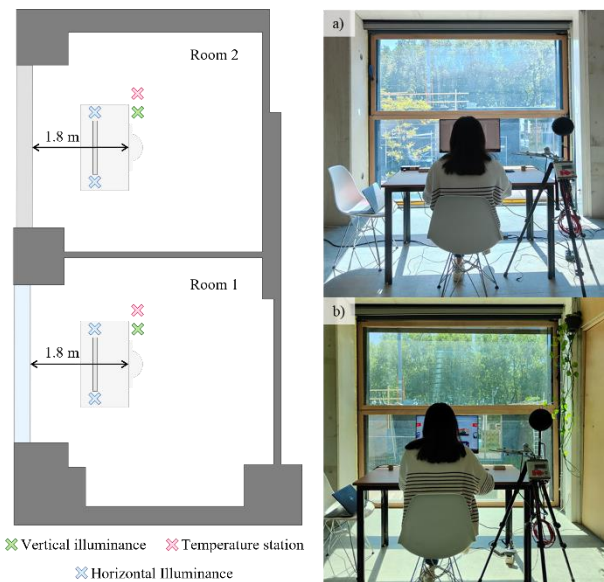 Room 2
1.8 m
Room 1
1.8 m
Vertical illuminance
Temperature station
Horizontal Illuminance
a)
b)